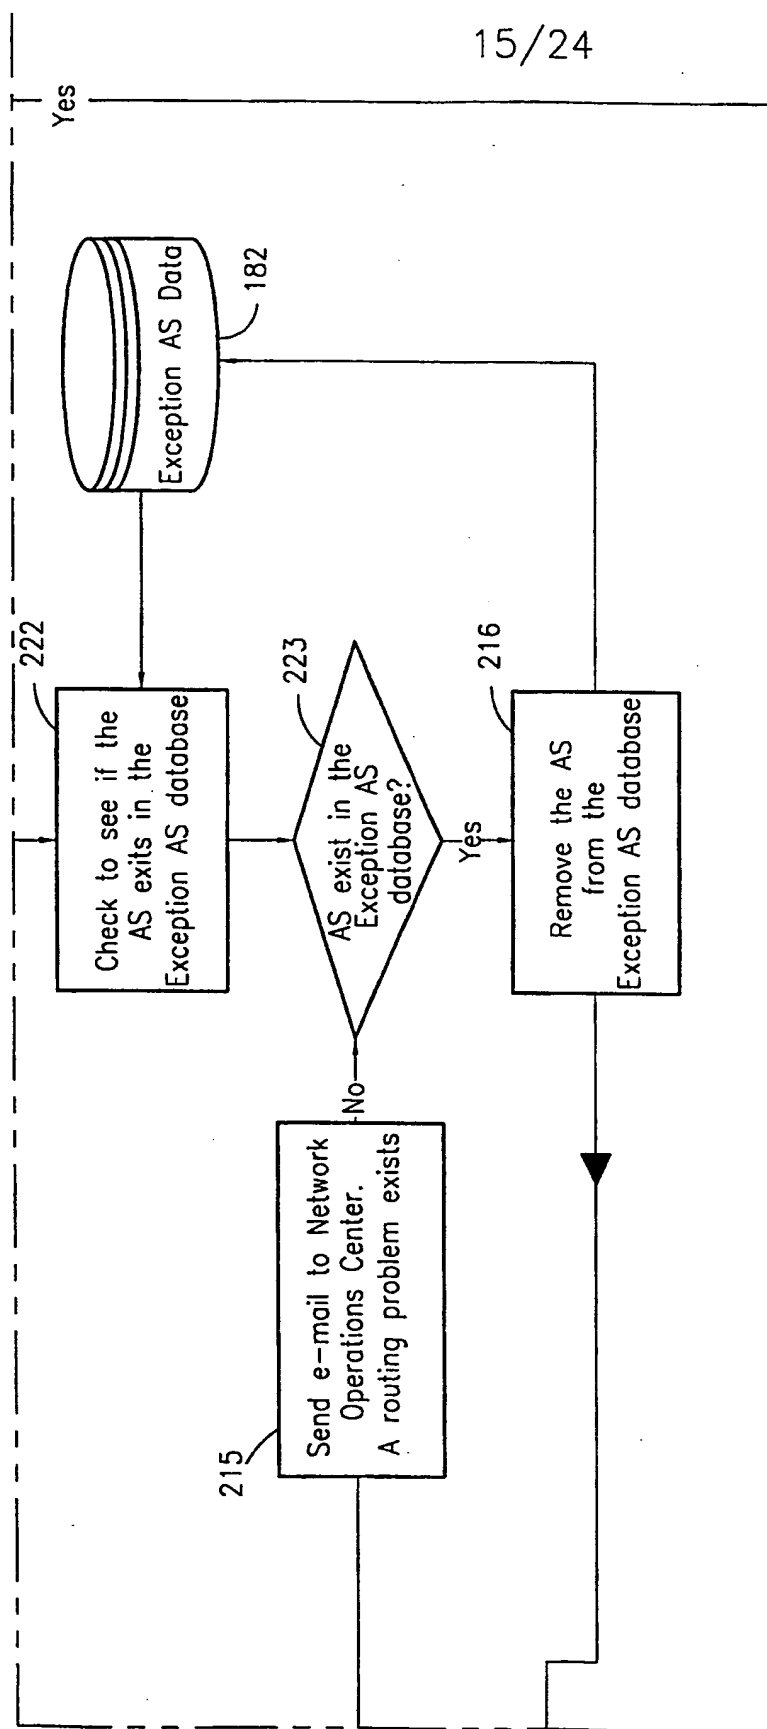 15/24
Yes
Exception AS Data
182
222
Check to see if the
AS exits in the
Exception AS database
223
AS exist in the
Exception AS
database?
Yes
No
216
Remove the AS
from the
Exception AS database
215
Send e-mail to Network
Operations Center.
A routing problem exists